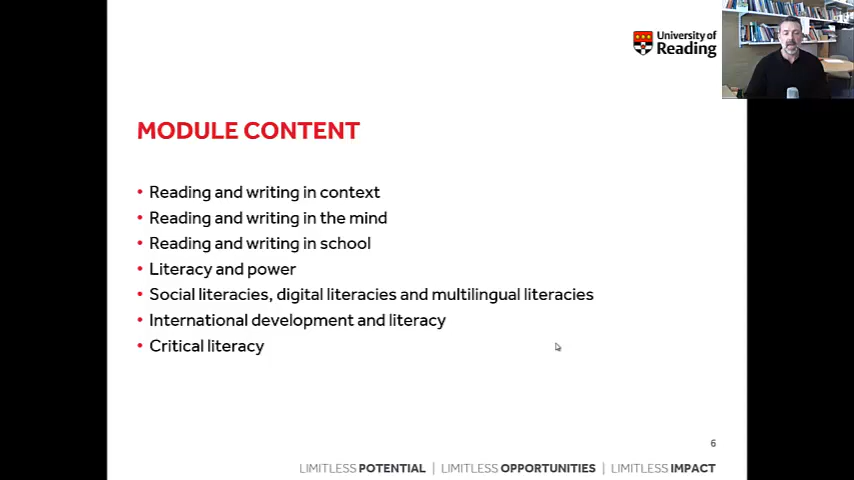 University of
Reading
MODULE CONTENT
• Reading and writing in context
• Reading and writing in the mind
• Reading and writing in school
• Literacy and power
• Social literacies, digital literacies and multilingual literacies
• International development and literacy
• Critical literacy
6
LIMITLESS POTENTIAL | LIMITLESS OPPORTUNITIES | LIMITLESS IMPACT